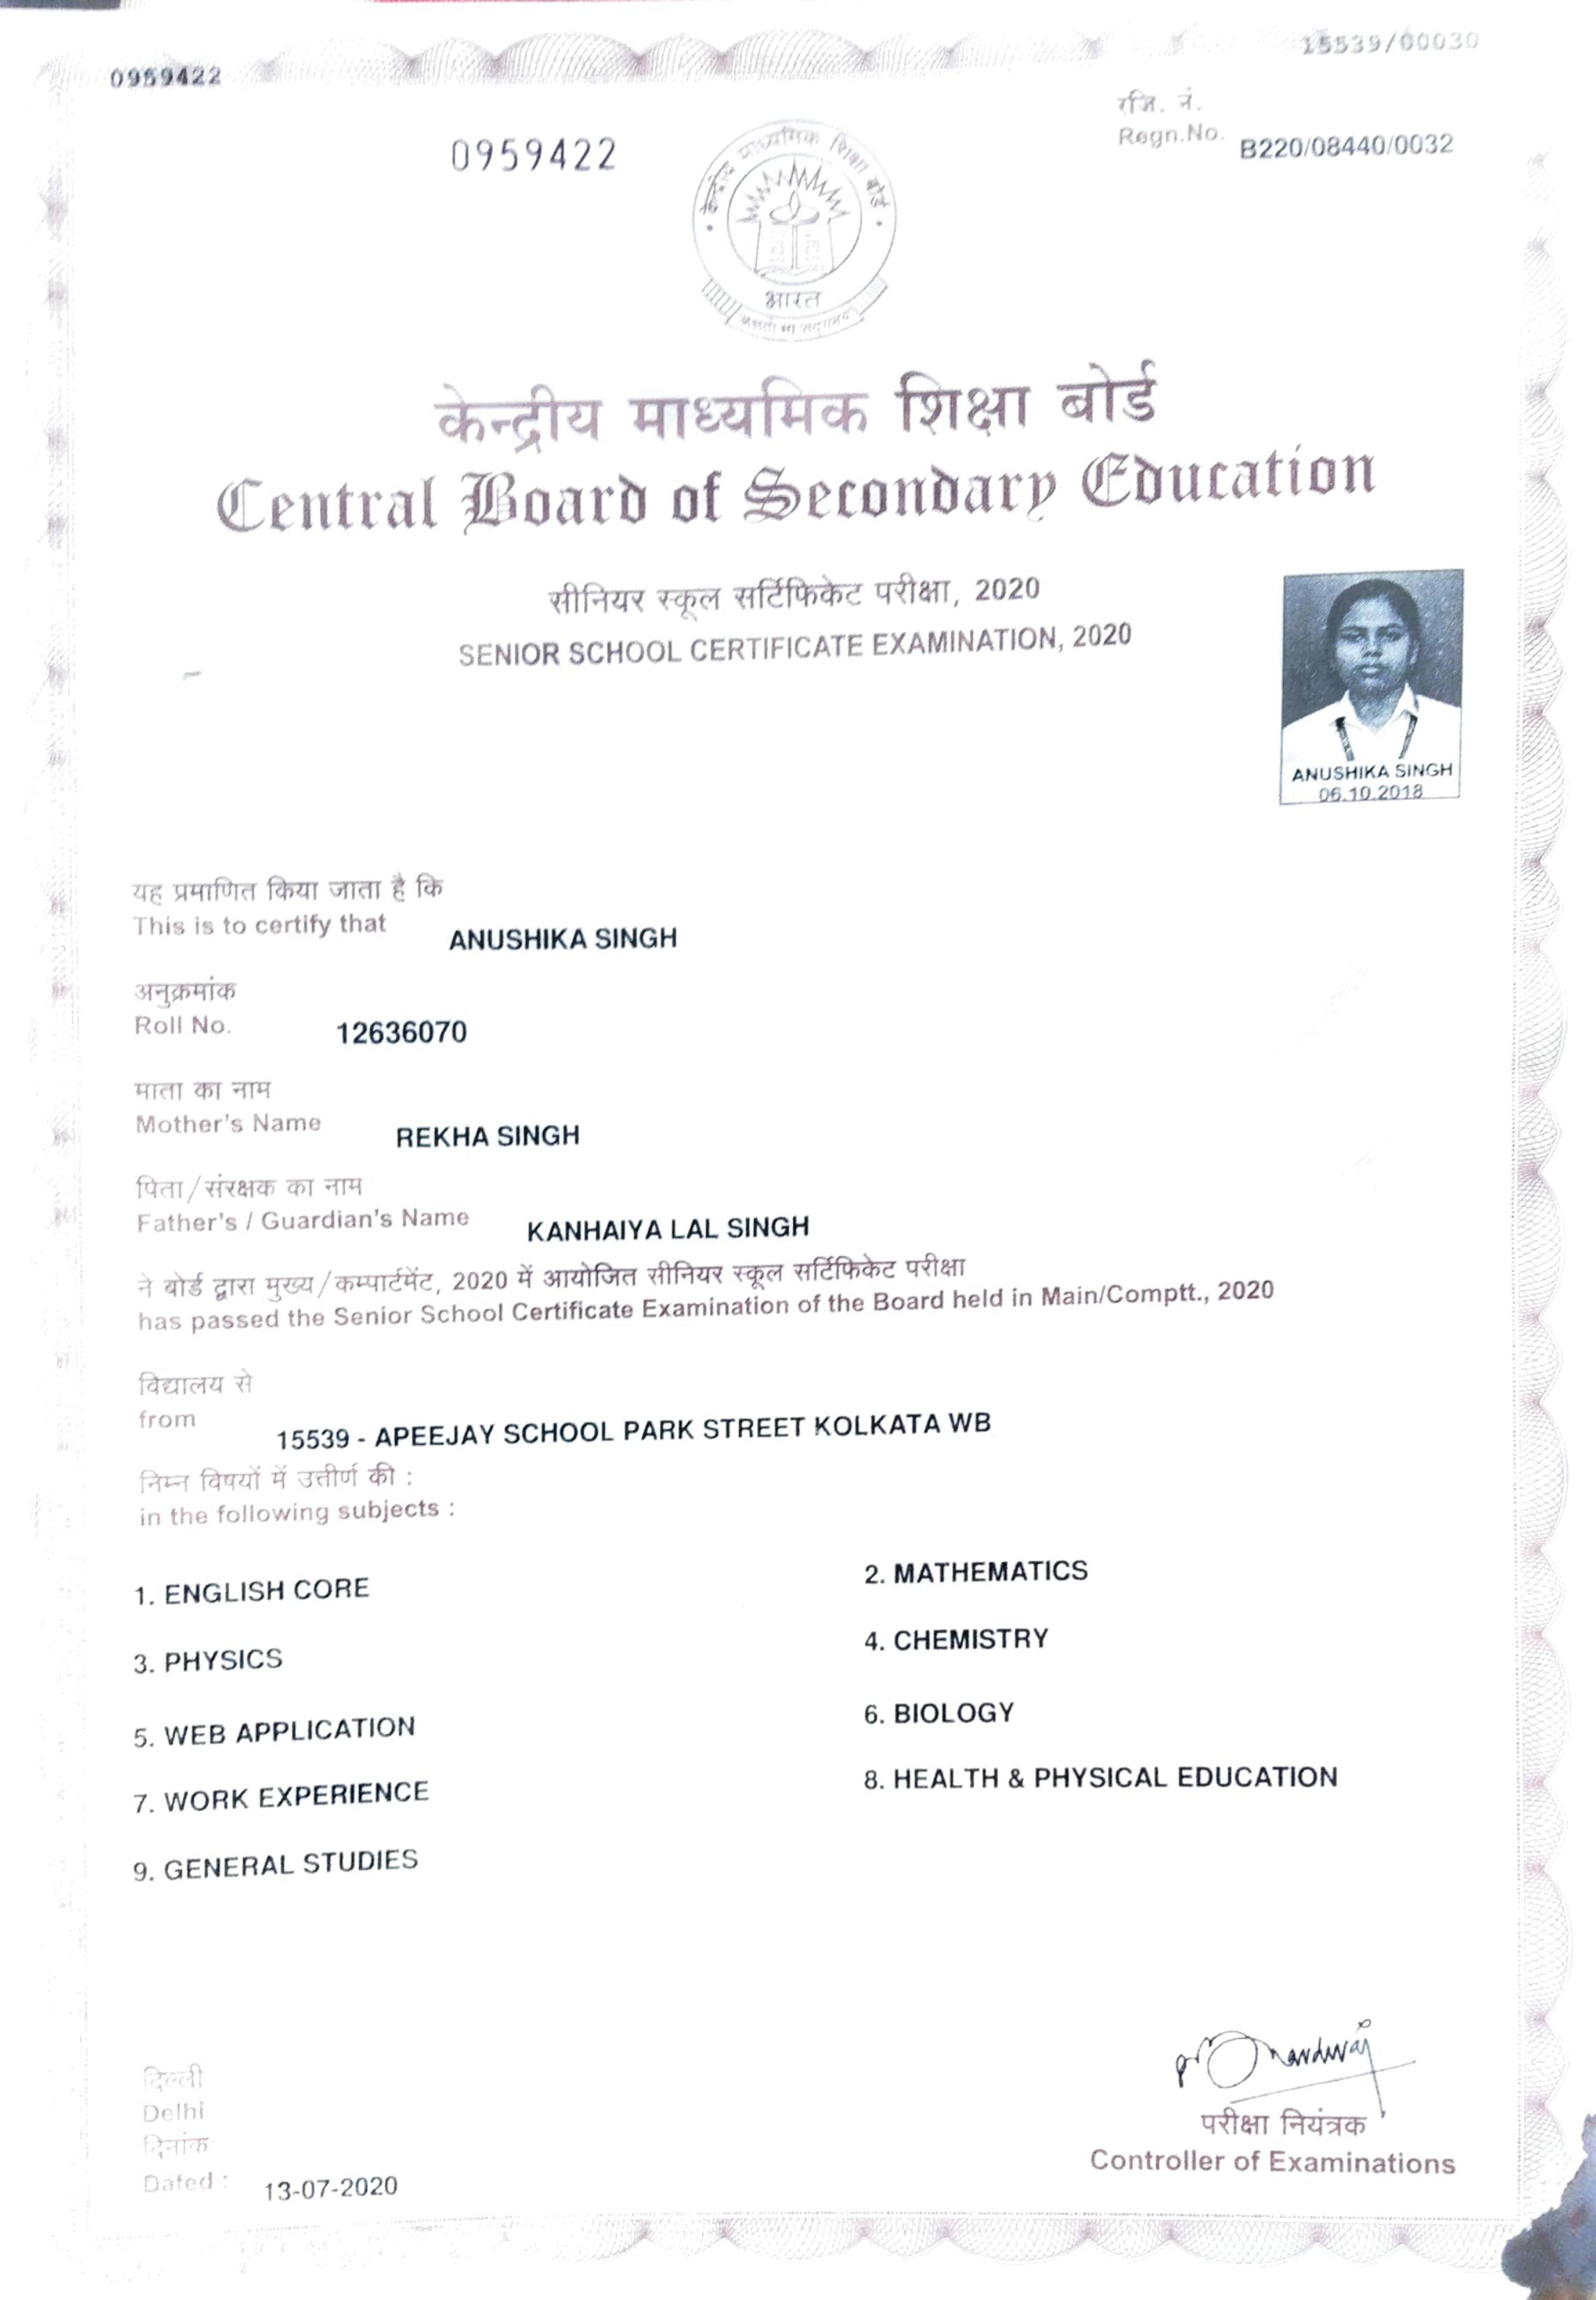 15539/00030
0959422
रजि. नं.
Regn.No. B220/08440/0032
0959422
केन्द्रीय माध्यमिक शिक्षा बोर्ड
भारत
असतो मा सद्गमय
केन्द्रीय माध्यमिक शिक्षा बोर्ड
Central Board of Secondary Education
सीनियर स्कूल सर्टिफिकेट परीक्षा, 2020
SENIOR SCHOOL CERTIFICATE EXAMINATION, 2020
ANUSHIKA SINGH
06.10.2018
यह प्रमाणित किया जाता है कि
This is to certify that ANUSHIKA SINGH
अनुक्रमांक
Roll No. 12636070
माता का नाम
Mother's Name REKHA SINGH
पिता/संरक्षक का नाम
Father's / Guardian's Name KANHAIYA LAL SINGH
ने बोर्ड द्वारा मुख्य/कम्पार्टमेंट, 2020 में आयोजित सीनियर स्कूल सर्टिफिकेट परीक्षा
has passed the Senior School Certificate Examination of the Board held in Main/Comptt., 2020
विद्यालय से
from 15539 - APEEJAY SCHOOL PARK STREET KOLKATA WB
निम्न विषयों में उत्तीर्ण की :
in the following subjects :
1. ENGLISH CORE 2. MATHEMATICS
3. PHYSICS 4. CHEMISTRY
5. WEB APPLICATION 6. BIOLOGY
7. WORK EXPERIENCE 8. HEALTH & PHYSICAL EDUCATION
9. GENERAL STUDIES
दिल्ली
Delhi
दिनांक
Dated : 13-07-2020
परीक्षा नियंत्रक
Controller of Examinations